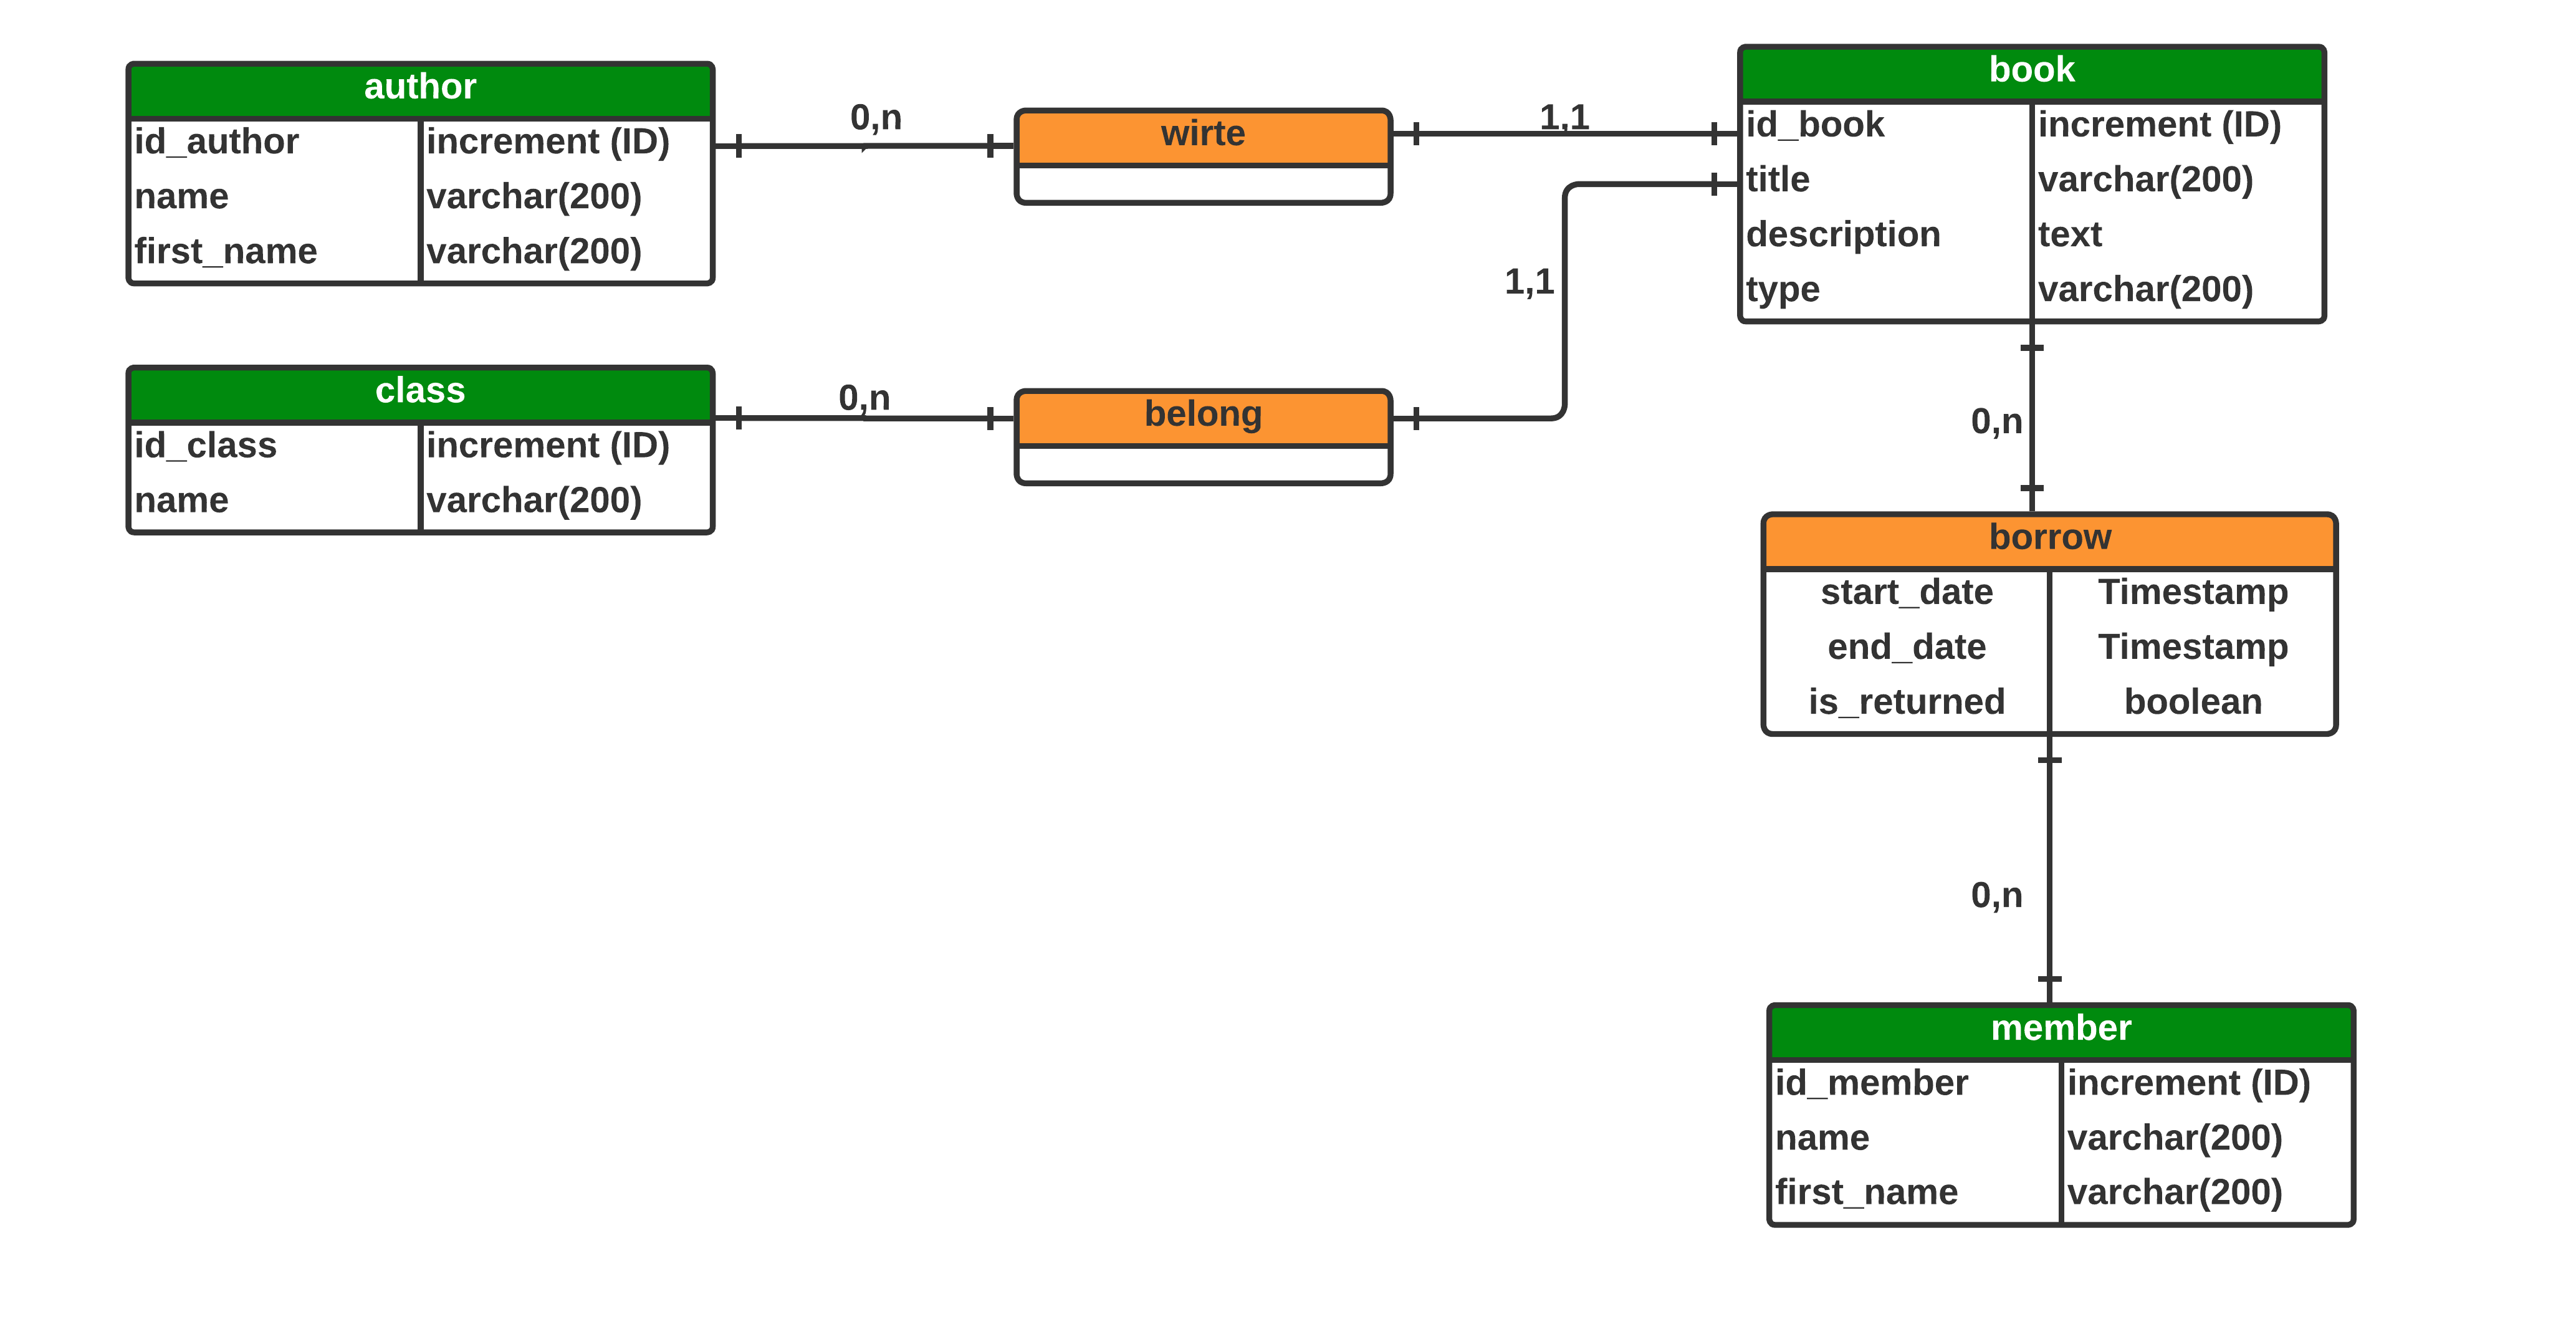 author
id_author increment (ID)
name varchar(200)
first_name varchar(200)
0,n
wirte
1,1
book
id_book increment (ID)
title varchar(200)
description text
type varchar(200)
class
id_class increment (ID)
name varchar(200)
0,n
belong
1,1
0,n
borrow
start_date Timestamp
end_date Timestamp
is_returned boolean
0,n
member
id_member increment (ID)
name varchar(200)
first_name varchar(200)